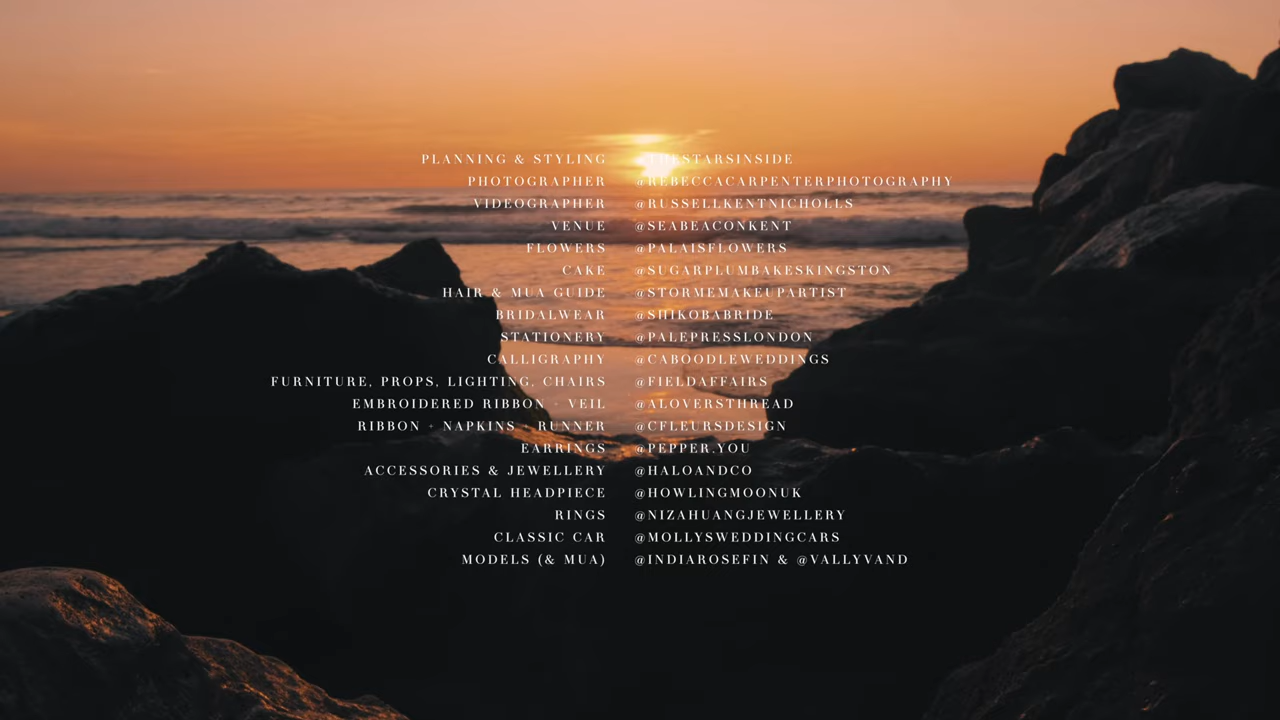 PLANNING & STYLING @THESTARSINSIDE
PHOTOGRAPHER @REBECCACARPENTERPHOTOGRAPHY
VIDEOGRAPHER @RUSSELLKENTNICHOLLS
VENUE @SEABEACONKENT
FLOWERS @PALAISFLOWERS
CAKE @SUGARPLUMBAKESKINGSTON
HAIR & MUA GUIDE @STORMEMAKEUPARTIST
BRIDALWEAR @SHIKOBABRIDE
STATIONERY @PALEPRESSLONDON
CALLIGRAPHY @CABOODLEWEDDINGS
FURNITURE, PROPS, LIGHTING, CHAIRS @FIELDAFFAIRS
EMBROIDERED RIBBON + VEIL @ALOVERSTHREAD
RIBBON + NAPKINS + RUNNER @CFLEURSDESIGN
EARRINGS @PEPPER.YOU
ACCESSORIES & JEWELLERY @HALOANDCO
CRYSTAL HEADPIECE @HOWLINGMOONUK
RINGS @NIZAHUANGJEWELLERY
CLASSIC CAR @MOLLYSWEDDINGCARS
MODELS (& MUA) @INDIAROSEFIN & @VALLYVAND